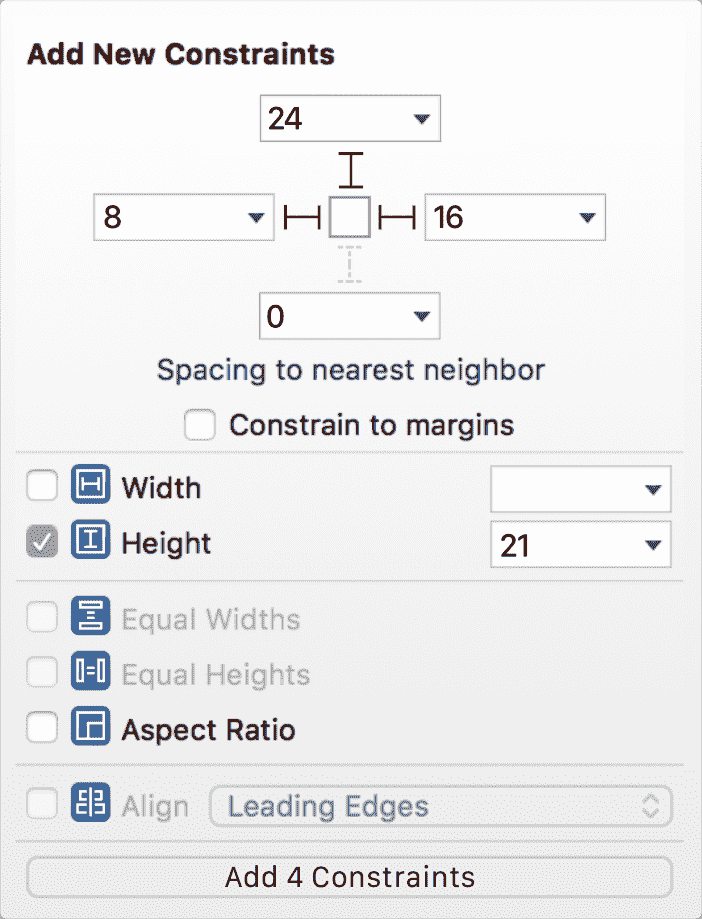 Add New Constraints
24
8 16
0
Spacing to nearest neighbor
Constrain to margins
Width
Height 21
Equal Widths
Equal Heights
Aspect Ratio
Align Leading Edges
Add 4 Constraints